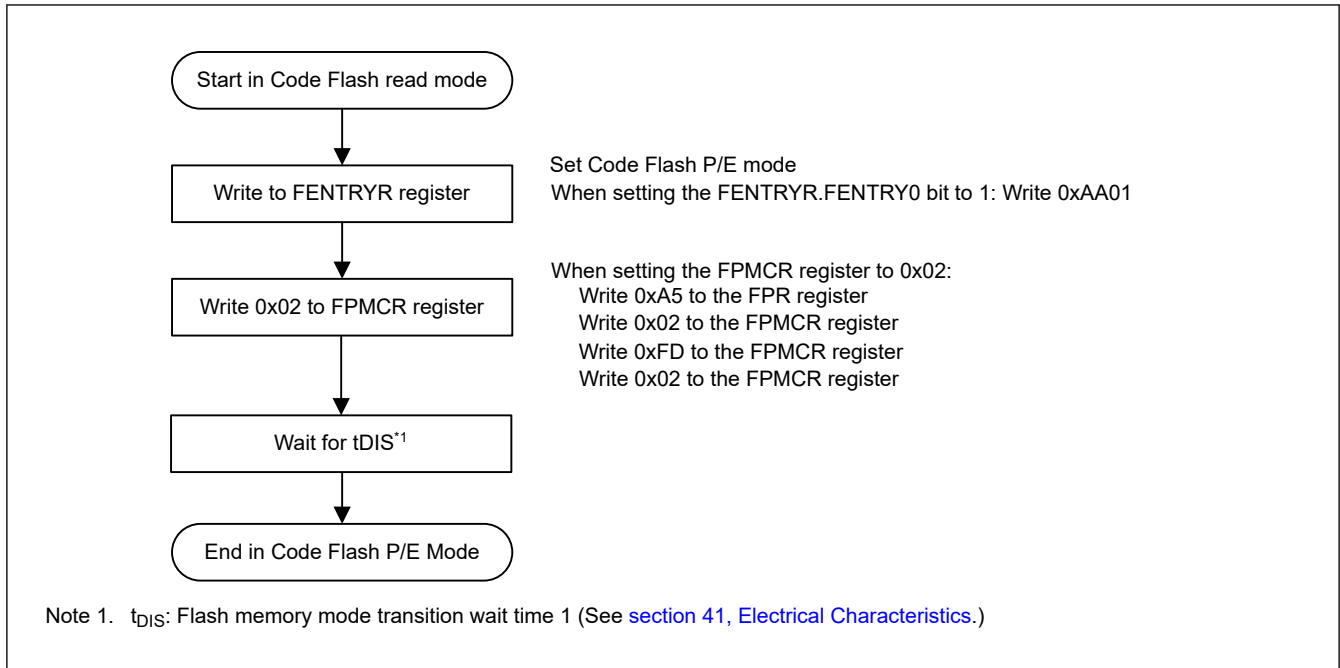 Start in Code Flash read mode
Set Code Flash P/E mode
Write to FENTRYR register
When setting the FENTRYR.FENTRY0 bit to 1: Write 0xAA01
When setting the FPMCR register to 0x02:
Write 0xA5 to the FPR register
Write 0x02 to FPMCR register
Write 0x02 to the FPMCR register
Write 0xFD to the FPMCR register
Write 0x02 to the FPMCR register
Wait for tDIS*1
End in Code Flash P/E Mode
Note 1. tDIS: Flash memory mode transition wait time 1 (See section 41, Electrical Characteristics.)